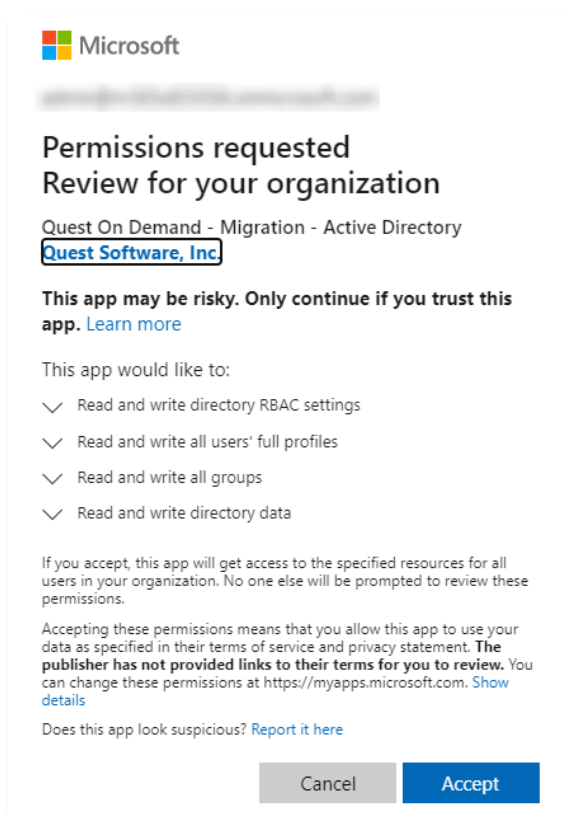 Microsoft
Permissions requested
Review for your organization
Quest On Demand - Migration - Active Directory
Quest Software, Inc.
This app may be risky. Only continue if you trust this
app. Learn more
This app would like to:
Read and write directory RBAC settings
Read and write all users' full profiles
Read and write all groups
Read and write directory data
If you accept, this app will get access to the specified resources for all
users in your organization. No one else will be prompted to review these
permissions.
Accepting these permissions means that you allow this app to use your
data as specified in their terms of service and privacy statement. The
publisher has not provided links to their terms for you to review. You
can change these permissions at https://myapps.microsoft.com. Show
details
Does this app look suspicious? Report it here
Cancel Accept